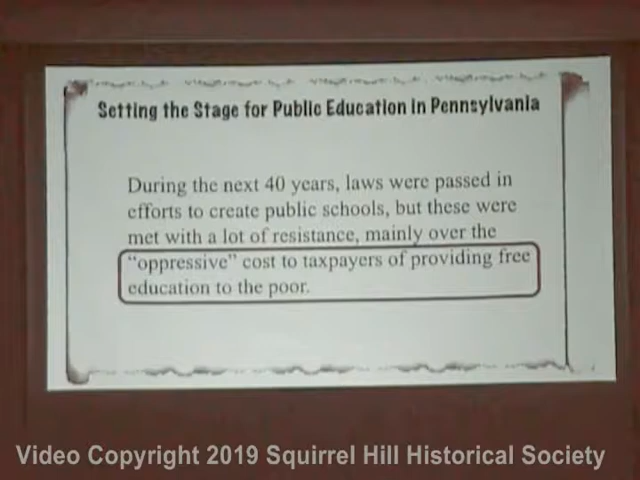 Setting the Stage for Public Education in Pennsylvania
During the next 40 years, laws were passed in
efforts to create public schools, but these were
met with a lot of resistance, mainly over the
"oppressive" cost to taxpayers of providing free
education to the poor.
Video Copyright 2019 Squirrel Hill Historical Society